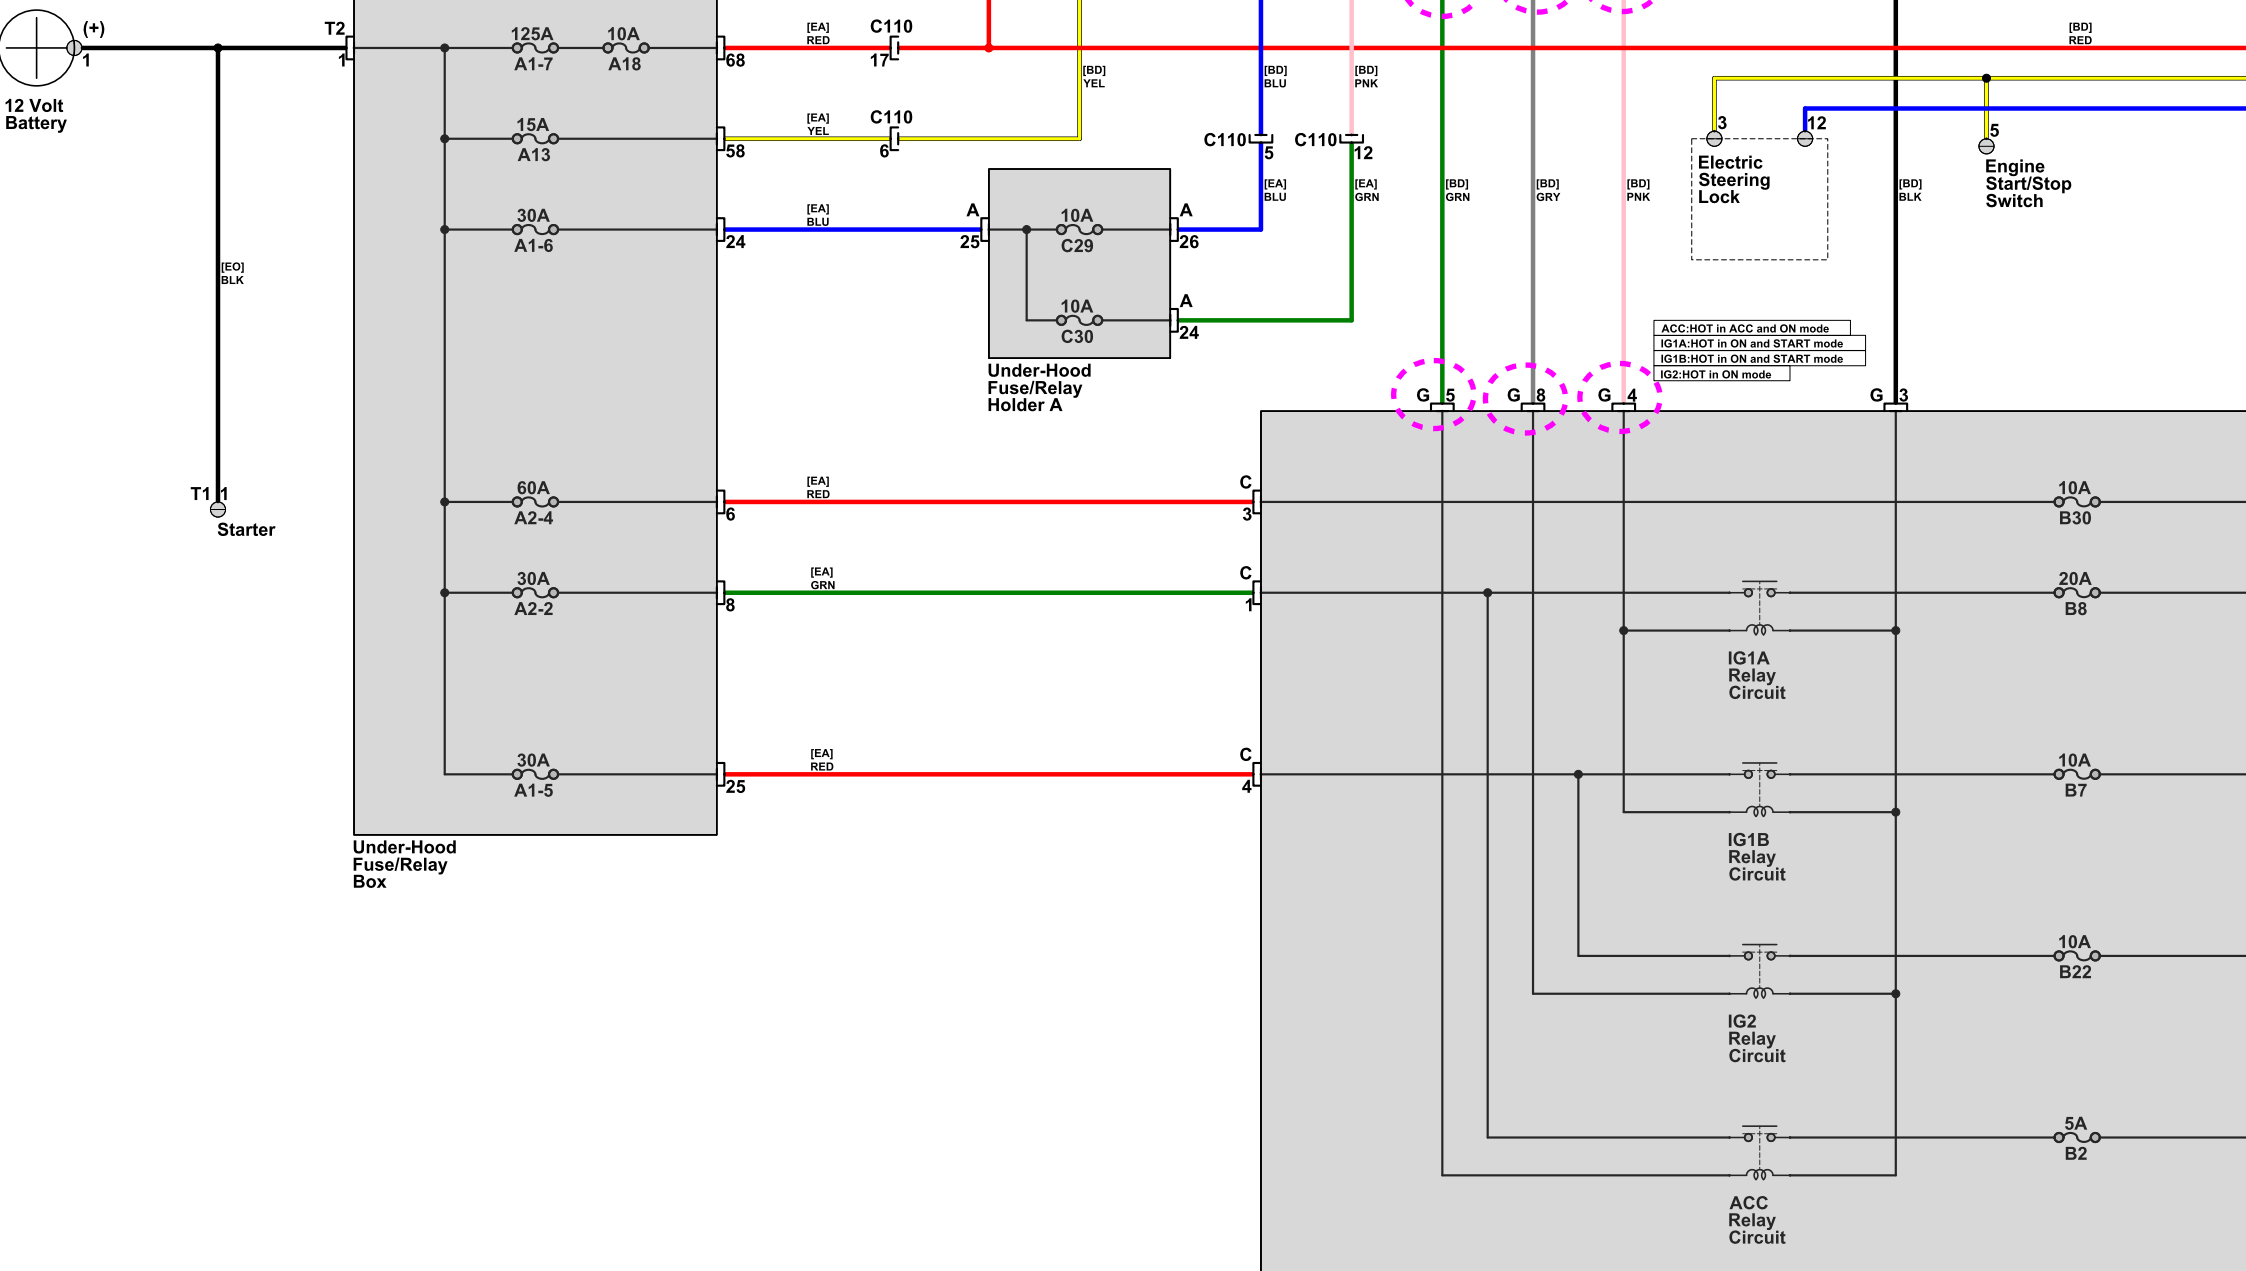 (+)
1
12 Volt
Battery
T2
1
125A
A1-7
10A
A18
68
[EA]
RED
C110
17
[BD]
RED
15A
A13
58
[EA]
YEL
C110
6
[BD]
YEL
[BD]
BLU
[BD]
PNK
C110
5
C110
12
3
12
Electric
Steering
Lock
5
Engine
Start/Stop
Switch
30A
A1-6
24
[EA]
BLU
A
25
10A
C29
A
26
[EA]
BLU
[EA]
GRN
[BD]
GRN
[BD]
GRY
[BD]
PNK
[BD]
BLK
10A
C30
A
24
Under-Hood
Fuse/Relay
Holder A
[EO]
BLK
ACC:HOT in ACC and ON mode
IG1A:HOT in ON and START mode
IG1B:HOT in ON and START mode
IG2:HOT in ON mode
G 5
G 8
G 4
G 3
T1 1
Starter
60A
A2-4
6
[EA]
RED
C
3
10A
B30
30A
A2-2
8
[EA]
GRN
C
1
20A
B8
IG1A
Relay
Circuit
30A
A1-5
25
[EA]
RED
C
4
10A
B7
IG1B
Relay
Circuit
Under-Hood
Fuse/Relay
Box
10A
B22
IG2
Relay
Circuit
5A
B2
ACC
Relay
Circuit